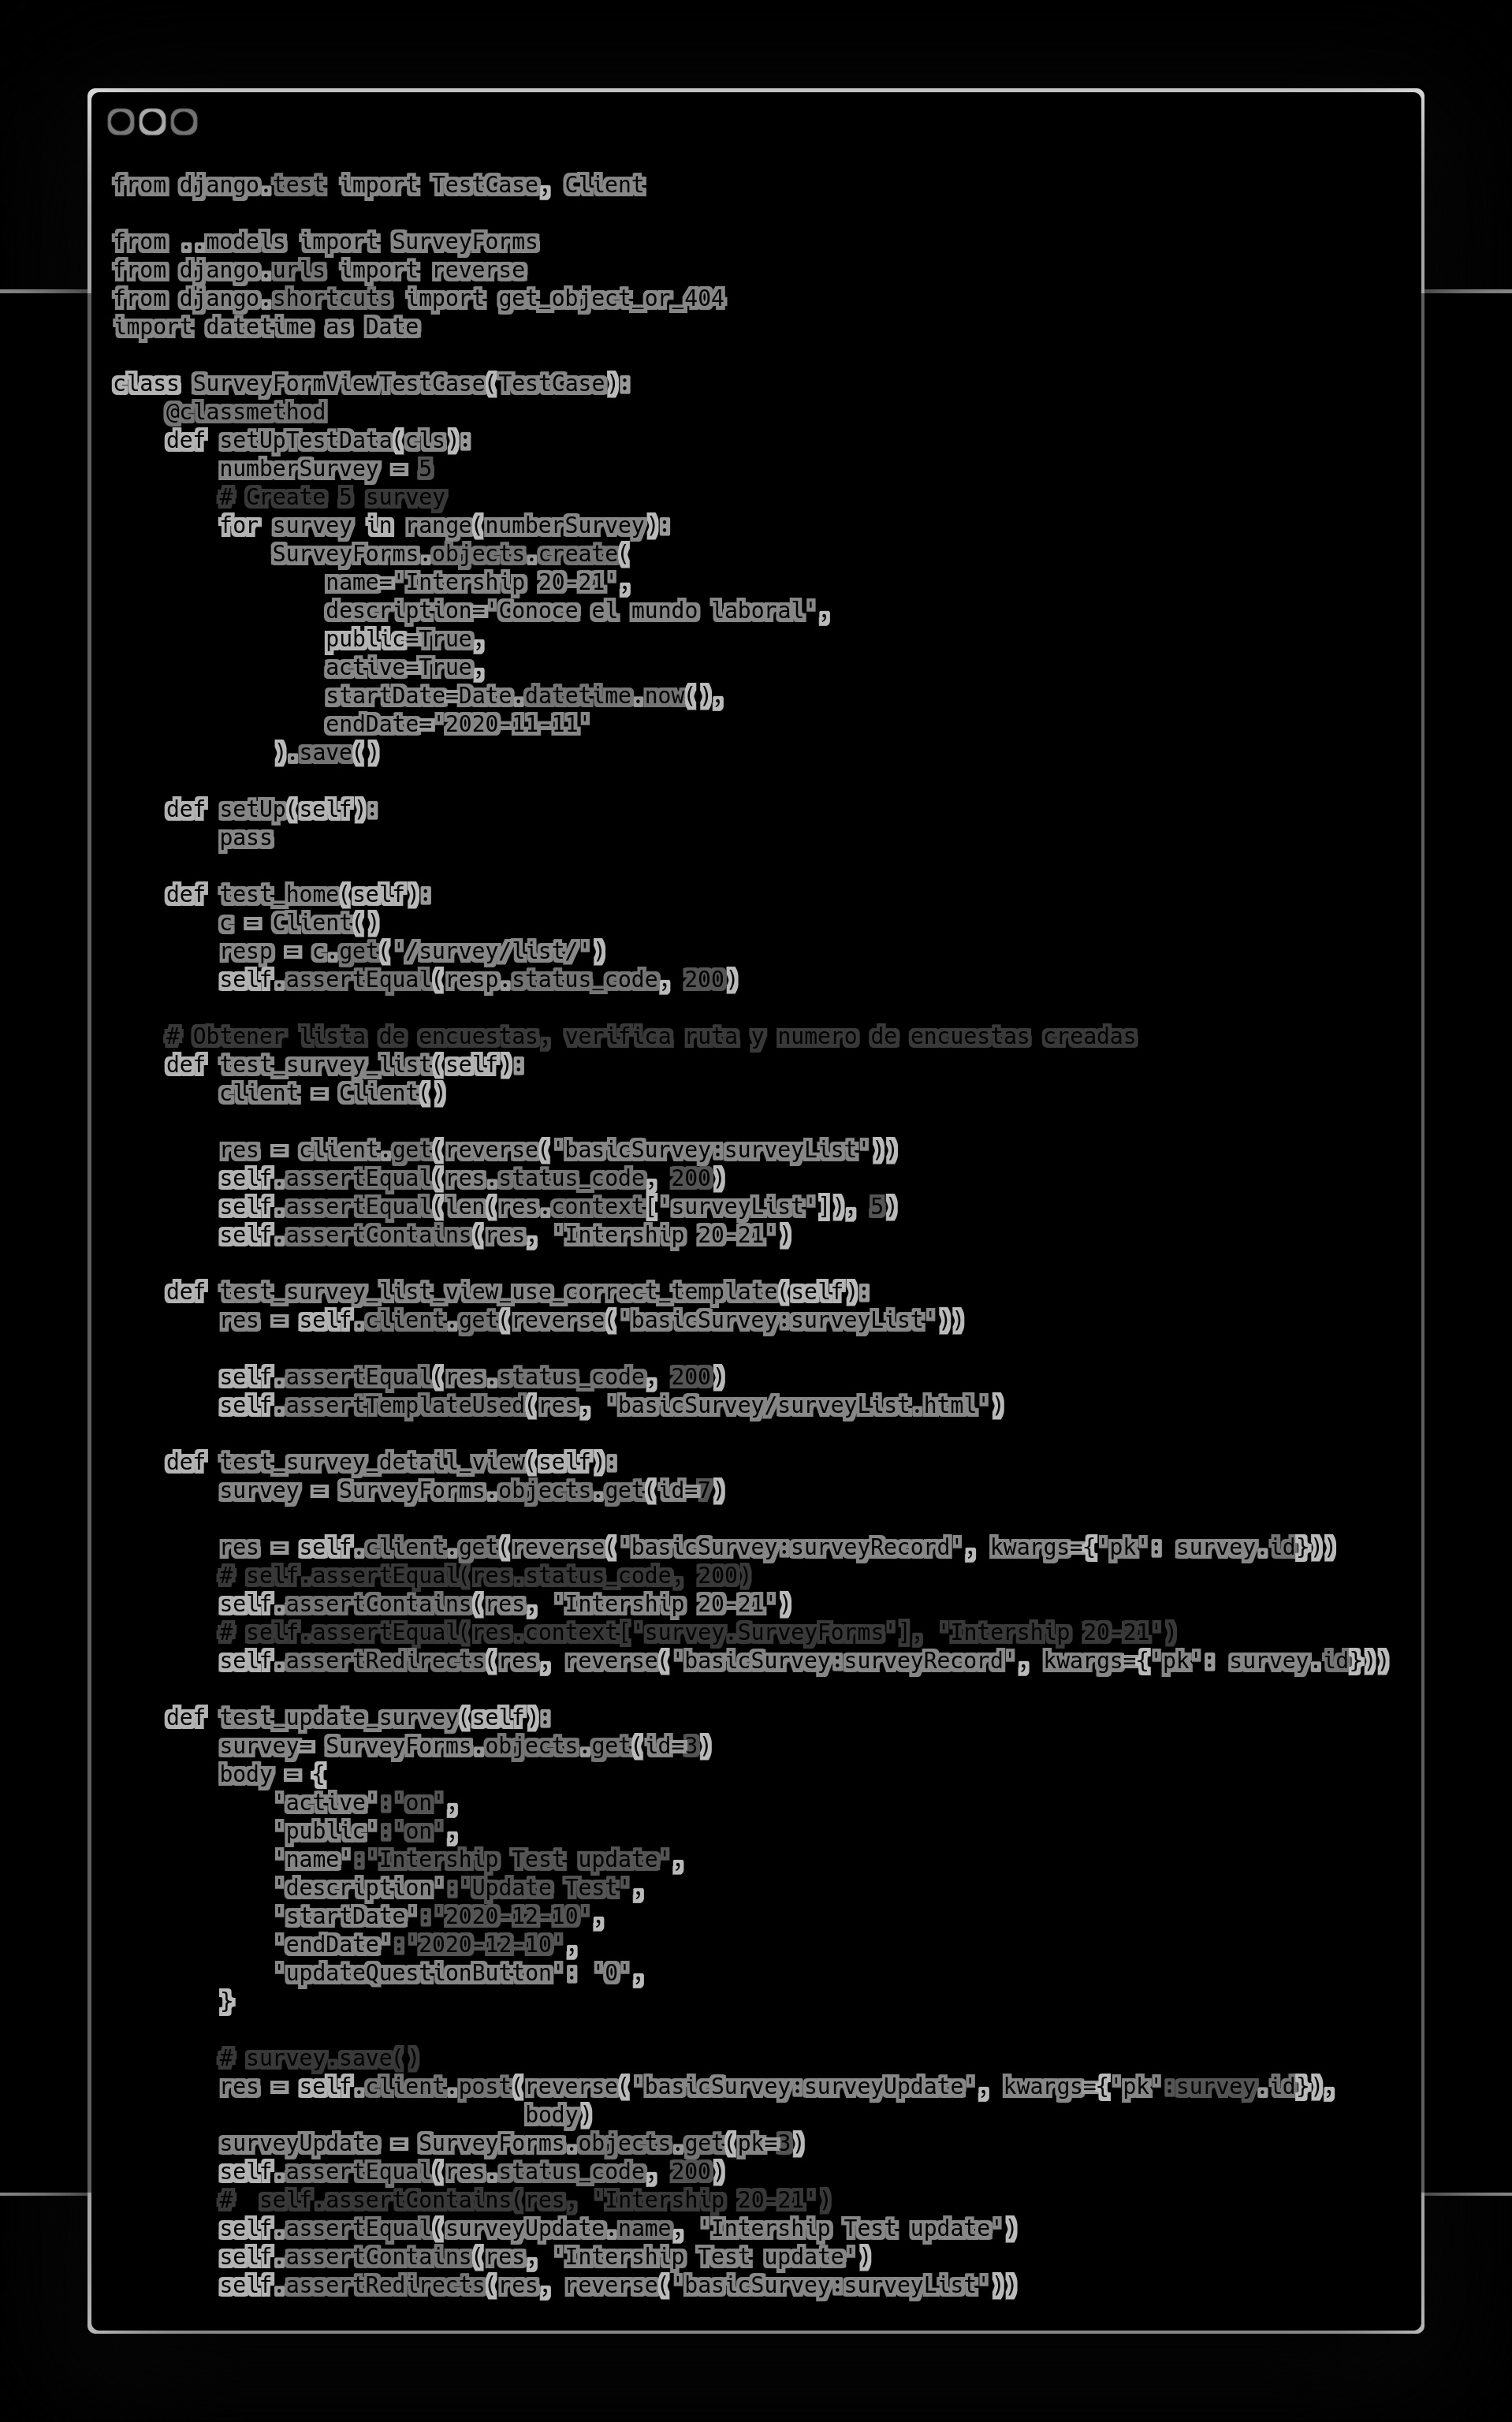 from django.test import TestCase, Client

from ..models import SurveyForms
from django.urls import reverse
from django.shortcuts import get_object_or_404
import datetime as Date

class SurveyFormViewTestCase(TestCase):
    @classmethod
    def setUpTestData(cls):
        numberSurvey = 5
        # Create 5 survey
        for survey in range(numberSurvey):
            SurveyForms.objects.create(
                name='Intership 20-21',
                description='Conoce el mundo laboral',
                public=True,
                active=True,
                startDate=Date.datetime.now(),
                endDate='2020-11-11'
            ).save()

    def setUp(self):
        pass

    def test_home(self):
        c = Client()
        resp = c.get('/survey/list/')
        self.assertEqual(resp.status_code, 200)

    # Obtener lista de encuestas, verifica ruta y numero de encuestas creadas
    def test_survey_list(self):
        client = Client()

        res = client.get(reverse('basicSurvey:surveyList'))
        self.assertEqual(res.status_code, 200)
        self.assertEqual(len(res.context['surveyList']), 5)
        self.assertContains(res, 'Intership 20-21')

    def test_survey_list_view_use_correct_template(self):
        res = self.client.get(reverse('basicSurvey:surveyList'))

        self.assertEqual(res.status_code, 200)
        self.assertTemplateUsed(res, 'basicSurvey/surveyList.html')

    def test_survey_detail_view(self):
        survey = SurveyForms.objects.get(id=7)

        res = self.client.get(reverse('basicSurvey:surveyRecord', kwargs={'pk': survey.id}))
        # self.assertEqual(res.status_code, 200)
        self.assertContains(res, 'Intership 20-21')
        # self.assertEqual(res.context['survey.SurveyForms'], 'Intership 20-21')
        self.assertRedirects(res, reverse('basicSurvey:surveyRecord', kwargs={'pk': survey.id}))

    def test_update_survey(self):
        survey= SurveyForms.objects.get(id=3)
        body = {
            'active':'on',
            'public':'on',
            'name':'Intership Test update',
            'description':'Update Test',
            'startDate':'2020-12-10',
            'endDate':'2020-12-10',
            'updateQuestionButton': '0',
        }

        # survey.save()
        res = self.client.post(reverse('basicSurvey:surveyUpdate', kwargs={'pk':survey.id}),
                               body)
        surveyUpdate = SurveyForms.objects.get(pk=3)
        self.assertEqual(res.status_code, 200)
        #  self.assertContains(res, 'Intership 20-21')
        self.assertEqual(surveyUpdate.name, 'Intership Test update')
        self.assertContains(res, 'Intership Test update')
        self.assertRedirects(res, reverse('basicSurvey:surveyList'))